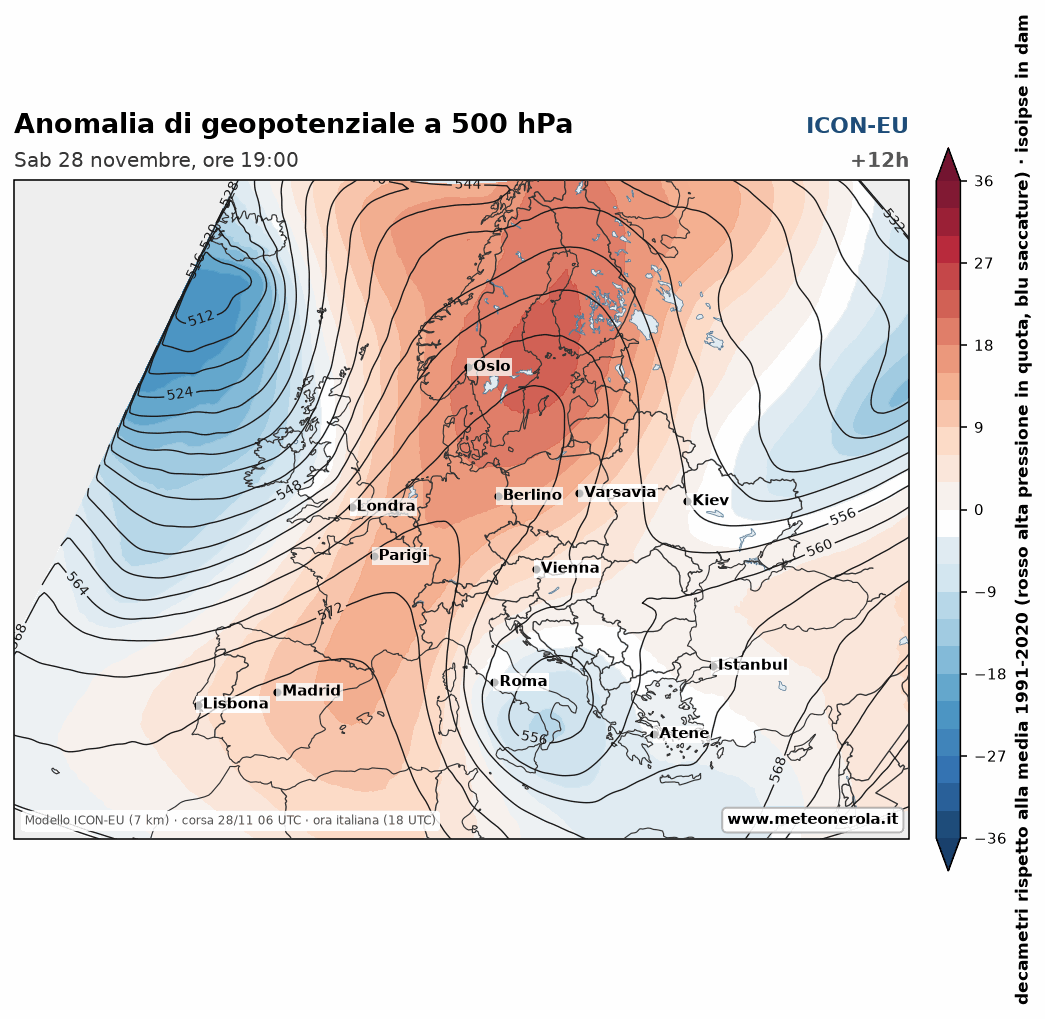 Anomalia di geopotenziale a 500 hPa
ICON-EU
Sab 28 novembre, ore 19:00
+12h
544
528
520
516
532
512
524
548
556
560
564
568
572
556
568
Oslo
Londra
Berlino
Varsavia
Kiev
Parigi
Vienna
Roma
Istanbul
Madrid
Lisbona
Atene
Modello ICON-EU (7 km) · corsa 28/11 06 UTC · ora italiana (18 UTC)
www.meteonerola.it
36
27
18
9
0
−9
−18
−27
−36
decametri rispetto alla media 1991-2020 (rosso alta pressione in quota, blu saccature) · isoipse in dam